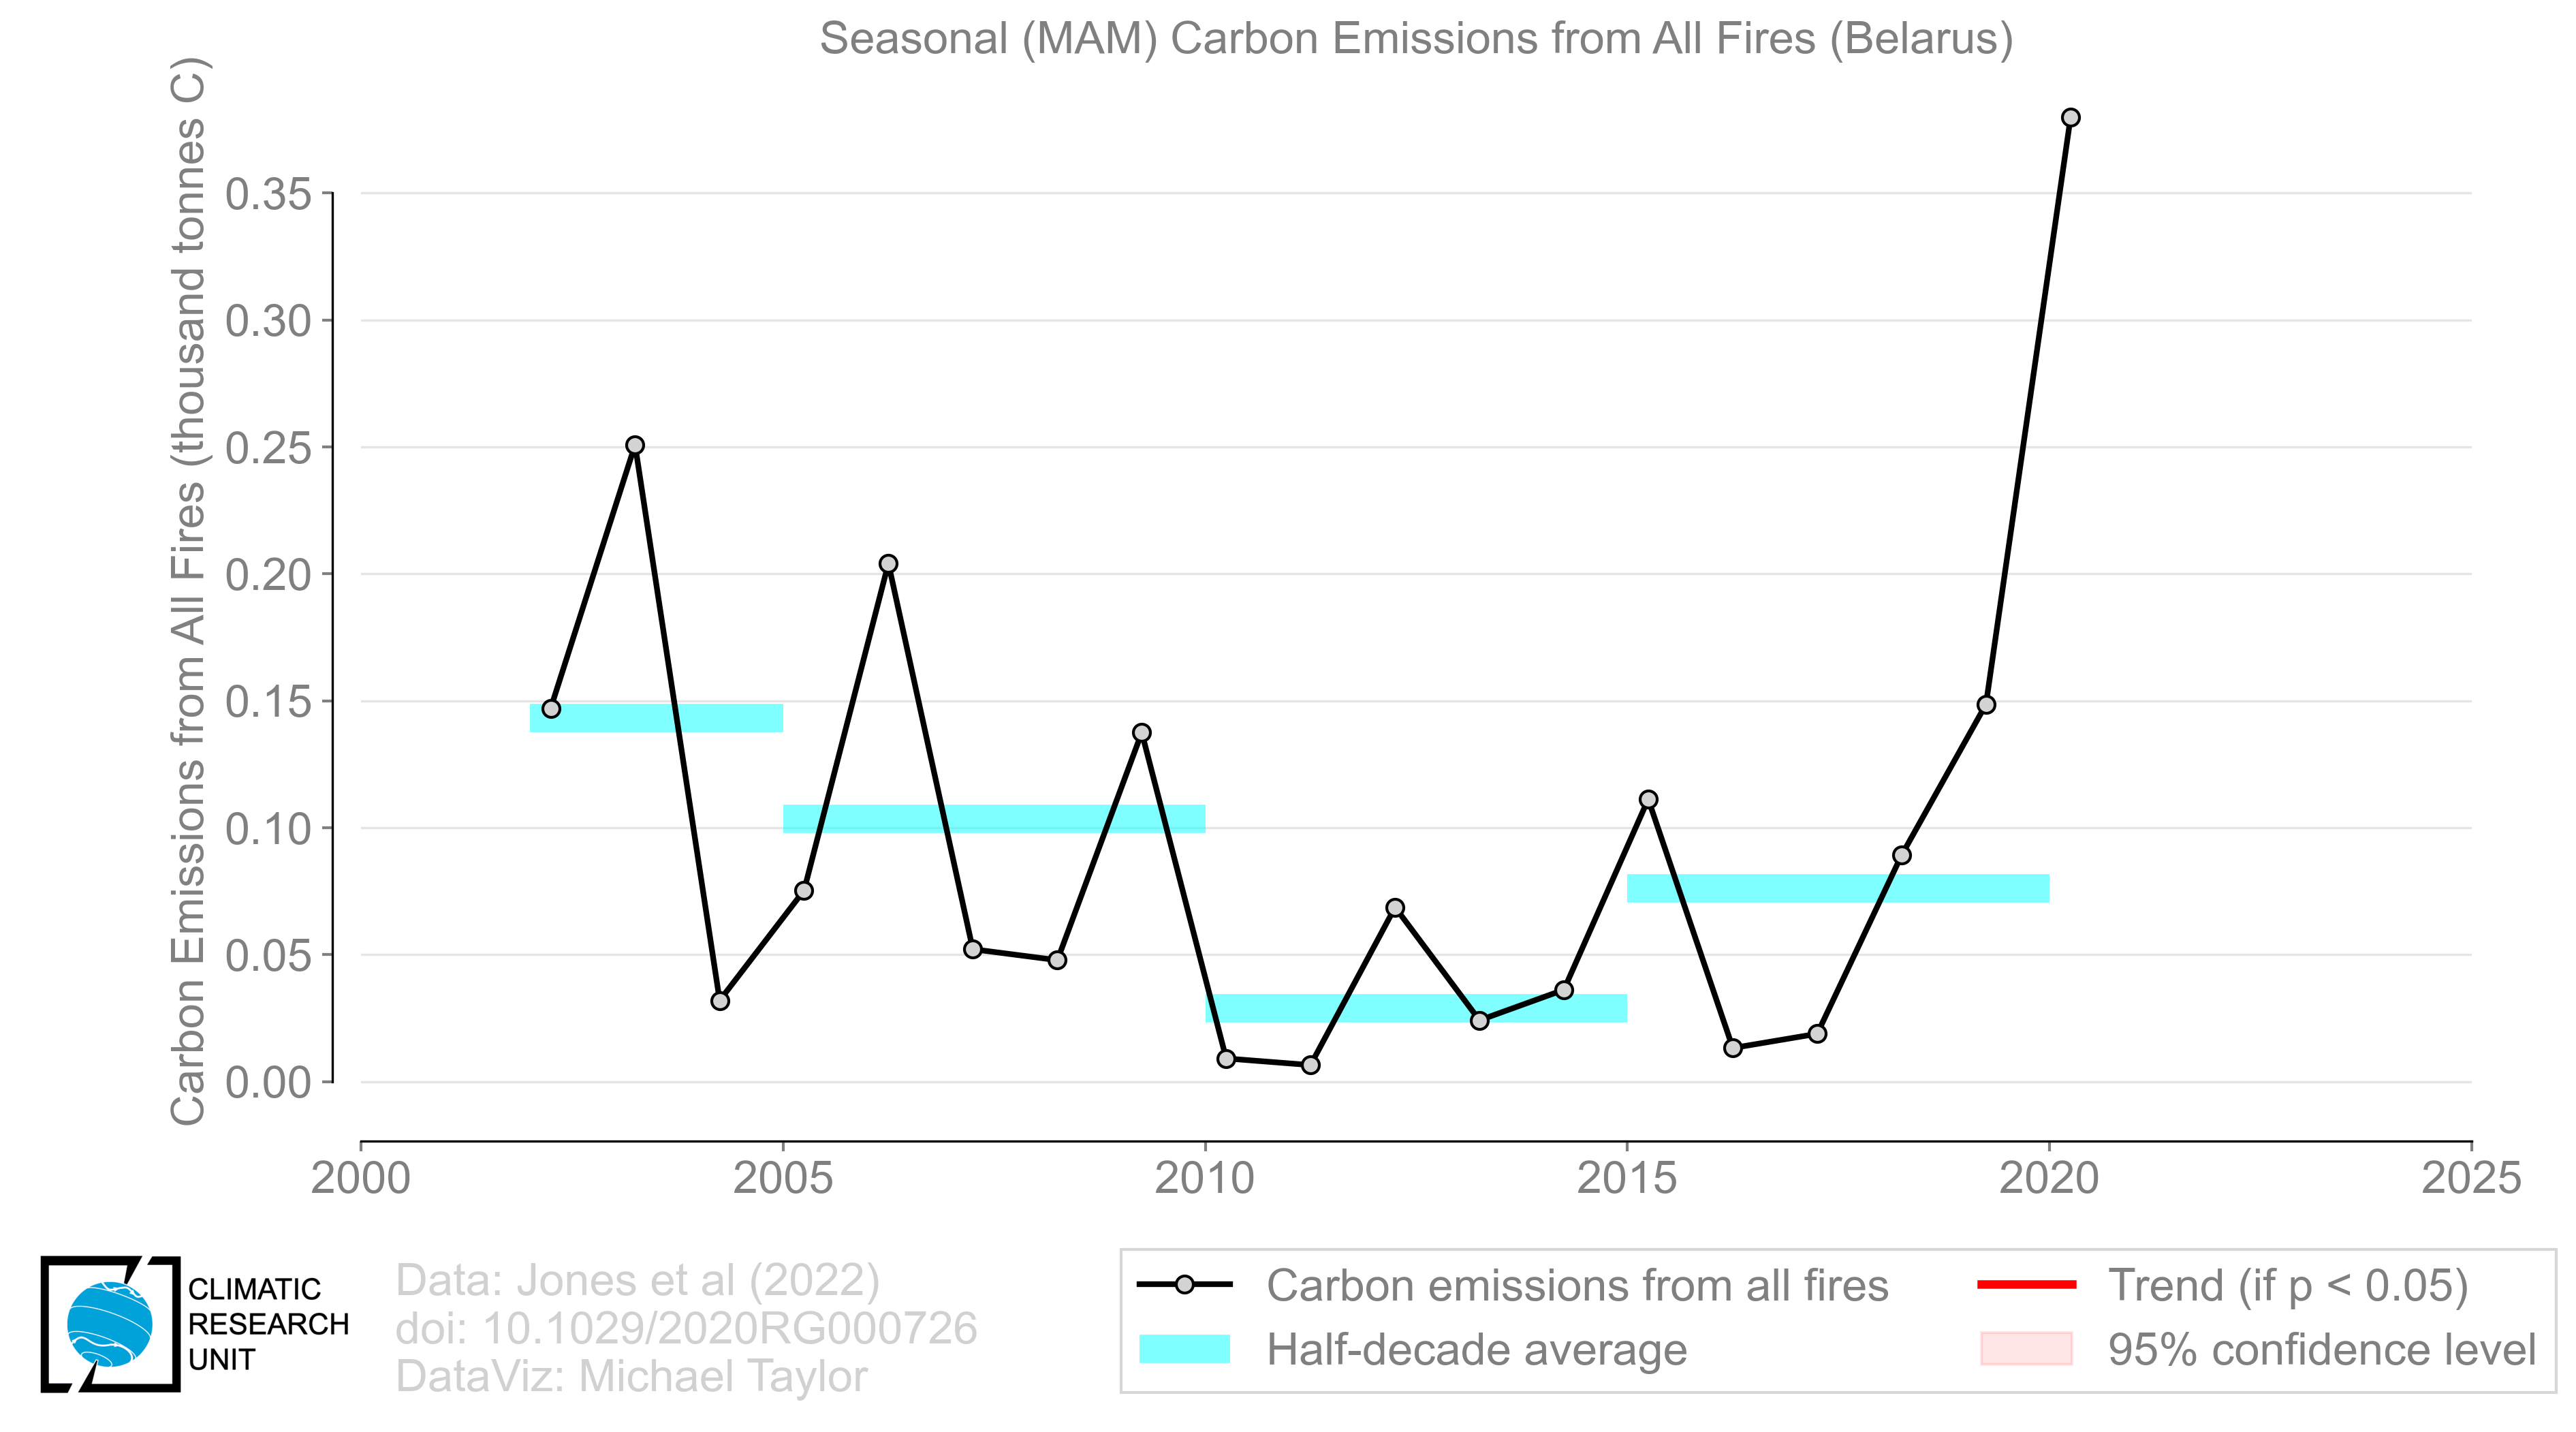 Seasonal (MAM) Carbon Emissions from All Fires (Belarus)
Carbon Emissions from All Fires (thousand tonnes C)
0.35
0.30
0.25
0.20
0.15
0.10
0.05
0.00
2000 2005 2010 2015 2020 2025
CLIMATIC
RESEARCH
UNIT
Data: Jones et al (2022)
doi: 10.1029/2020RG000726
DataViz: Michael Taylor
Carbon emissions from all fires
Half-decade average
Trend (if p < 0.05)
95% confidence level